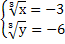 ∛x = −3
∛y = −6